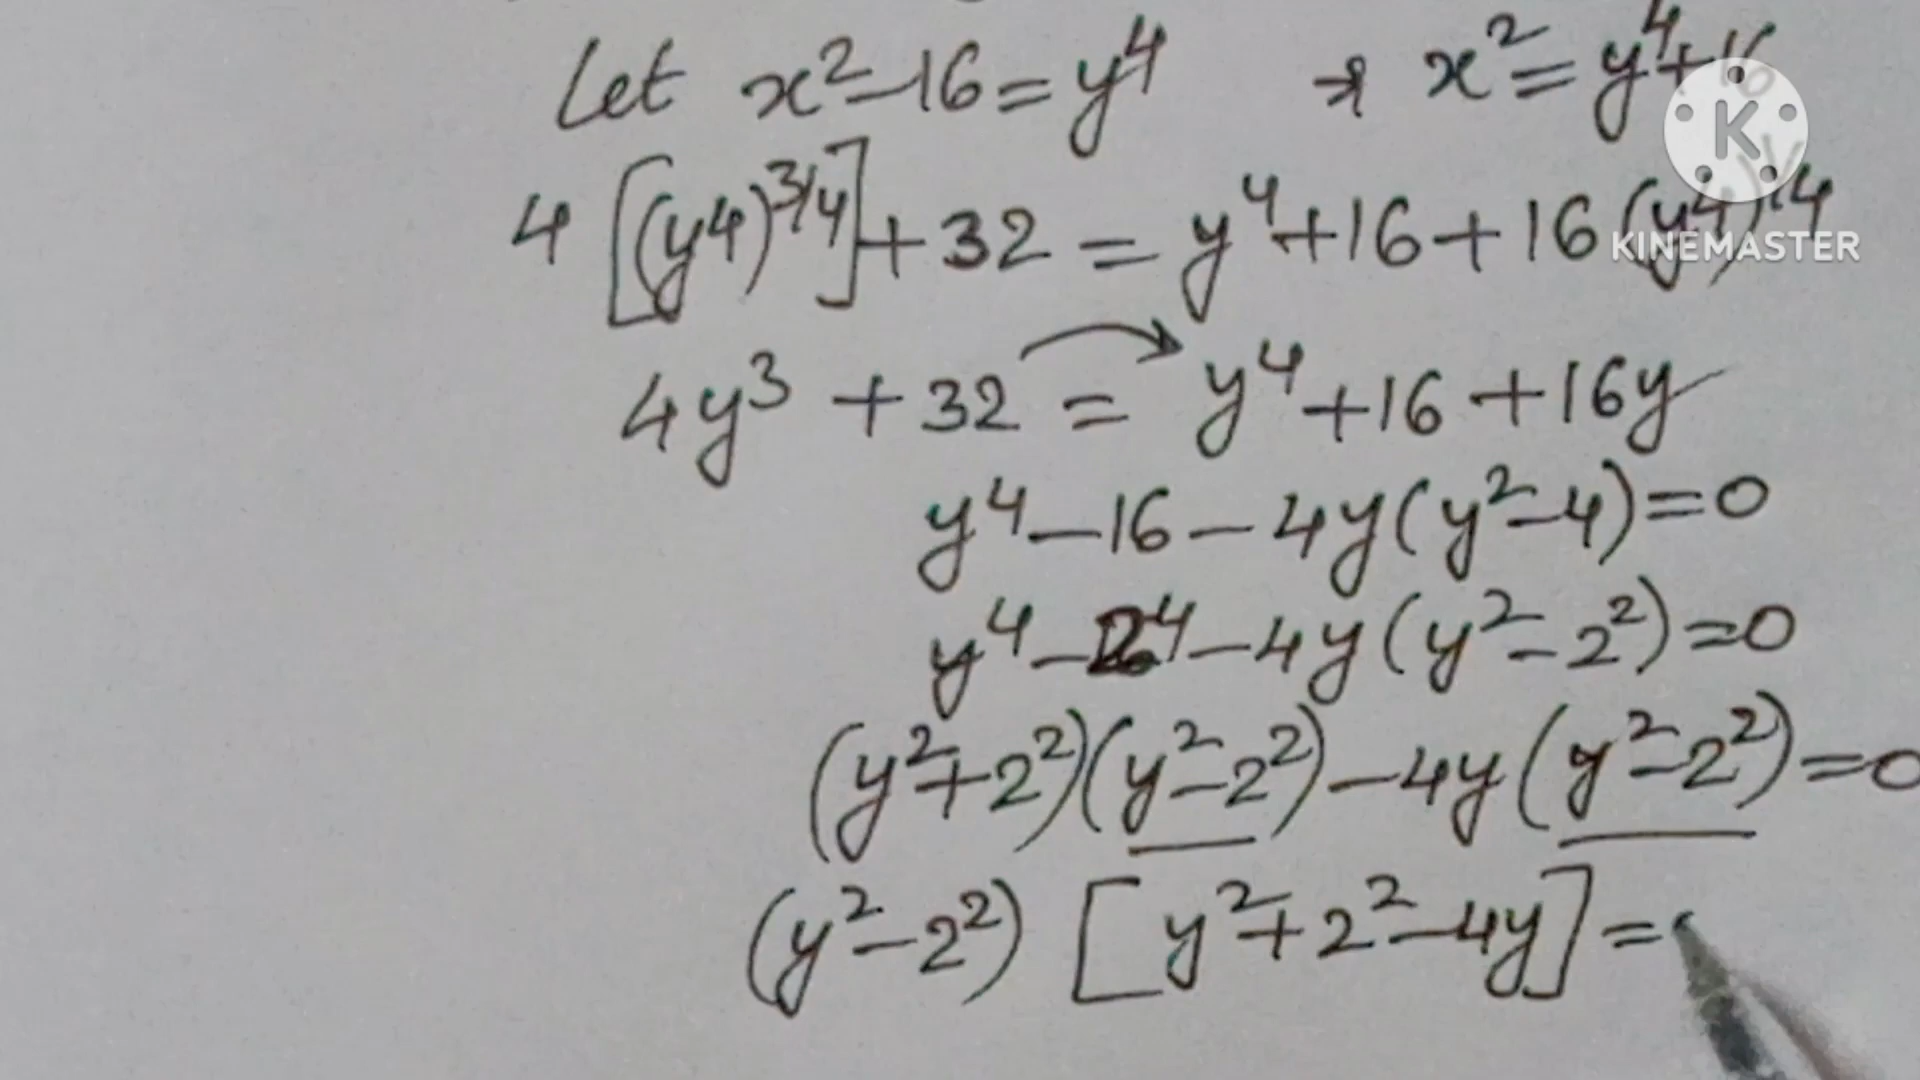 Let x²-16=y⁴ ⇒ x²=y⁴+16
4[(y⁴)^3/4]+32 = y⁴+16+16(y⁴)^1/4
4y³ +32 = y⁴+16+16y
y⁴-16-4y(y²-4)=0
y⁴-2⁴-4y(y²-2²)=0
(y²+2²)(y²-2²)-4y(y²-2²)=0
(y²-2²) [y²+2²-4y]=
K
KINEMASTER